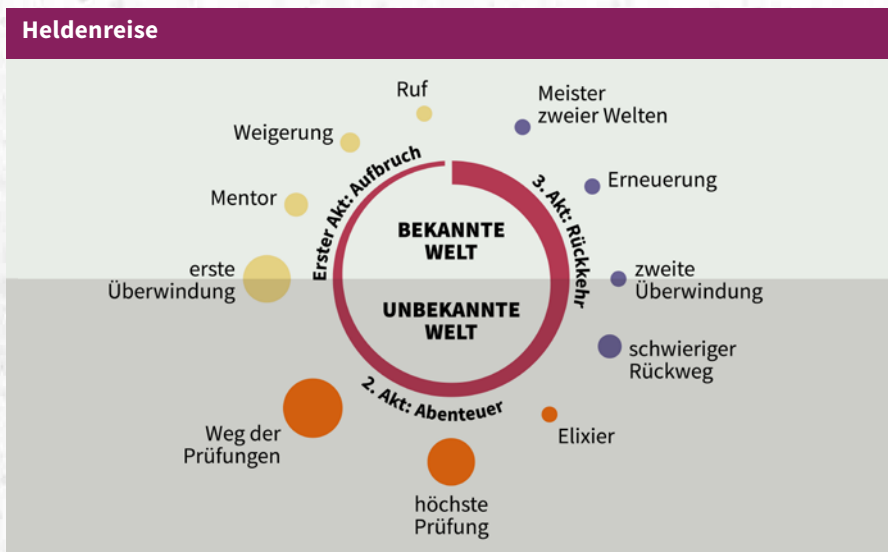 Heldenreise
Ruf
Weigerung
Mentor
erste
Überwindung
Erster Akt: Aufbruch
Meister
zweier Welten
Erneuerung
3. Akt: Rückkehr
zweite
Überwindung
schwieriger
Rückweg
BEKANNTE
WELT
UNBEKANNTE
WELT
2. Akt: Abenteuer
Weg der
Prüfungen
höchste
Prüfung
Elixier